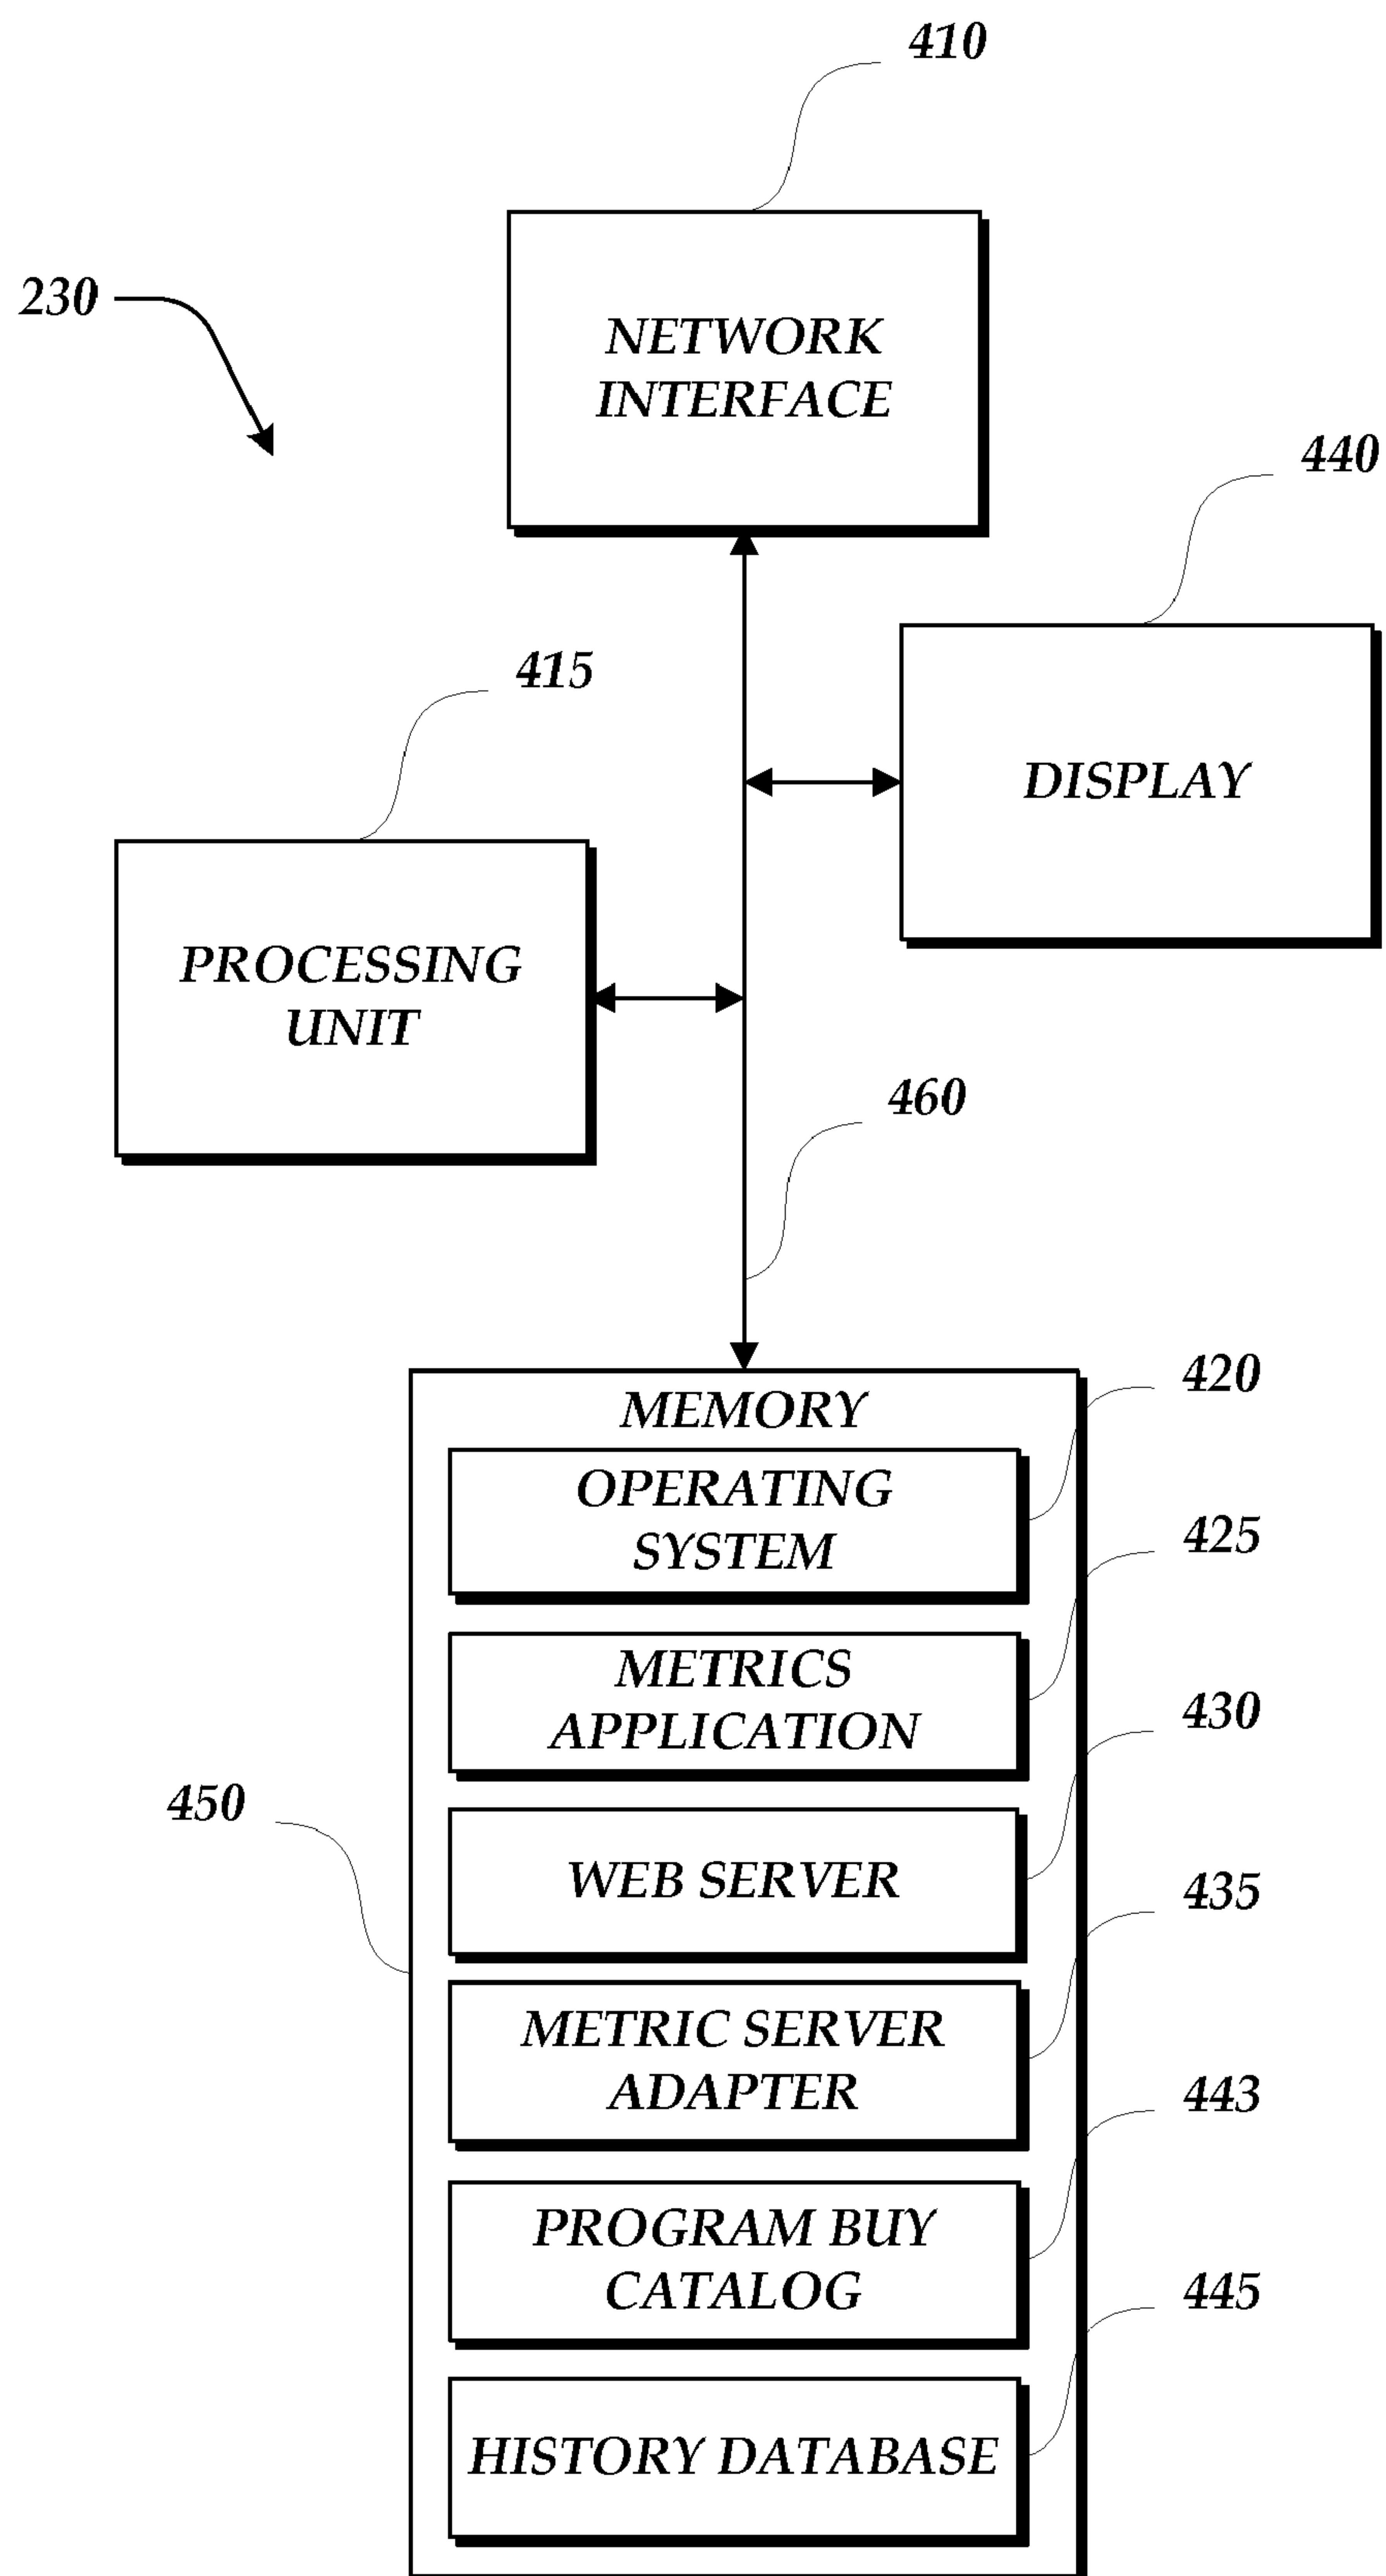 410
230
NETWORK
INTERFACE
440
415
DISPLAY
PROCESSING
UNIT
460
MEMORY
420
OPERATING
SYSTEM
425
METRICS
APPLICATION
430
450
WEB SERVER
435
METRIC SERVER
ADAPTER
443
PROGRAM BUY
CATALOG
445
HISTORY DATABASE